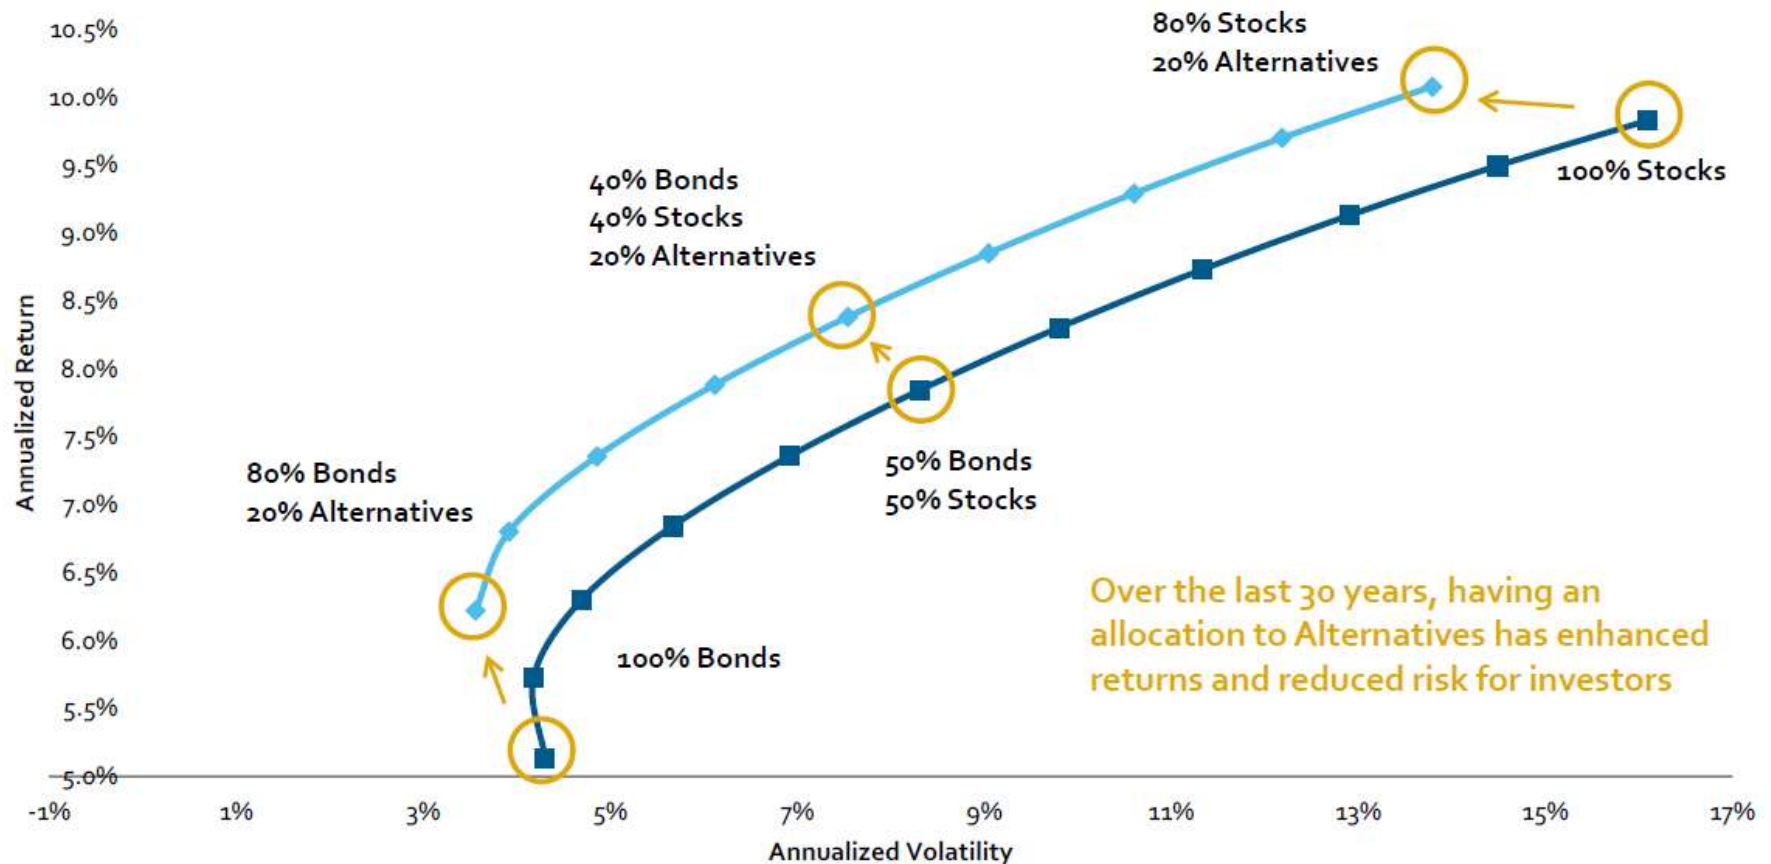 80% Stocks
20% Alternatives
10.5%
10.0%
9.5%
9.0%
8.5%
8.0%
7.5%
7.0%
6.5%
6.0%
5.5%
5.0%
Annualized Return
100% Stocks
40% Bonds
40% Stocks
20% Alternatives
50% Bonds
50% Stocks
80% Bonds
20% Alternatives
100% Bonds
Over the last 30 years, having an
allocation to Alternatives has enhanced
returns and reduced risk for investors
-1% 1% 3% 5% 7% 9% 11% 13% 15% 17%
Annualized Volatility